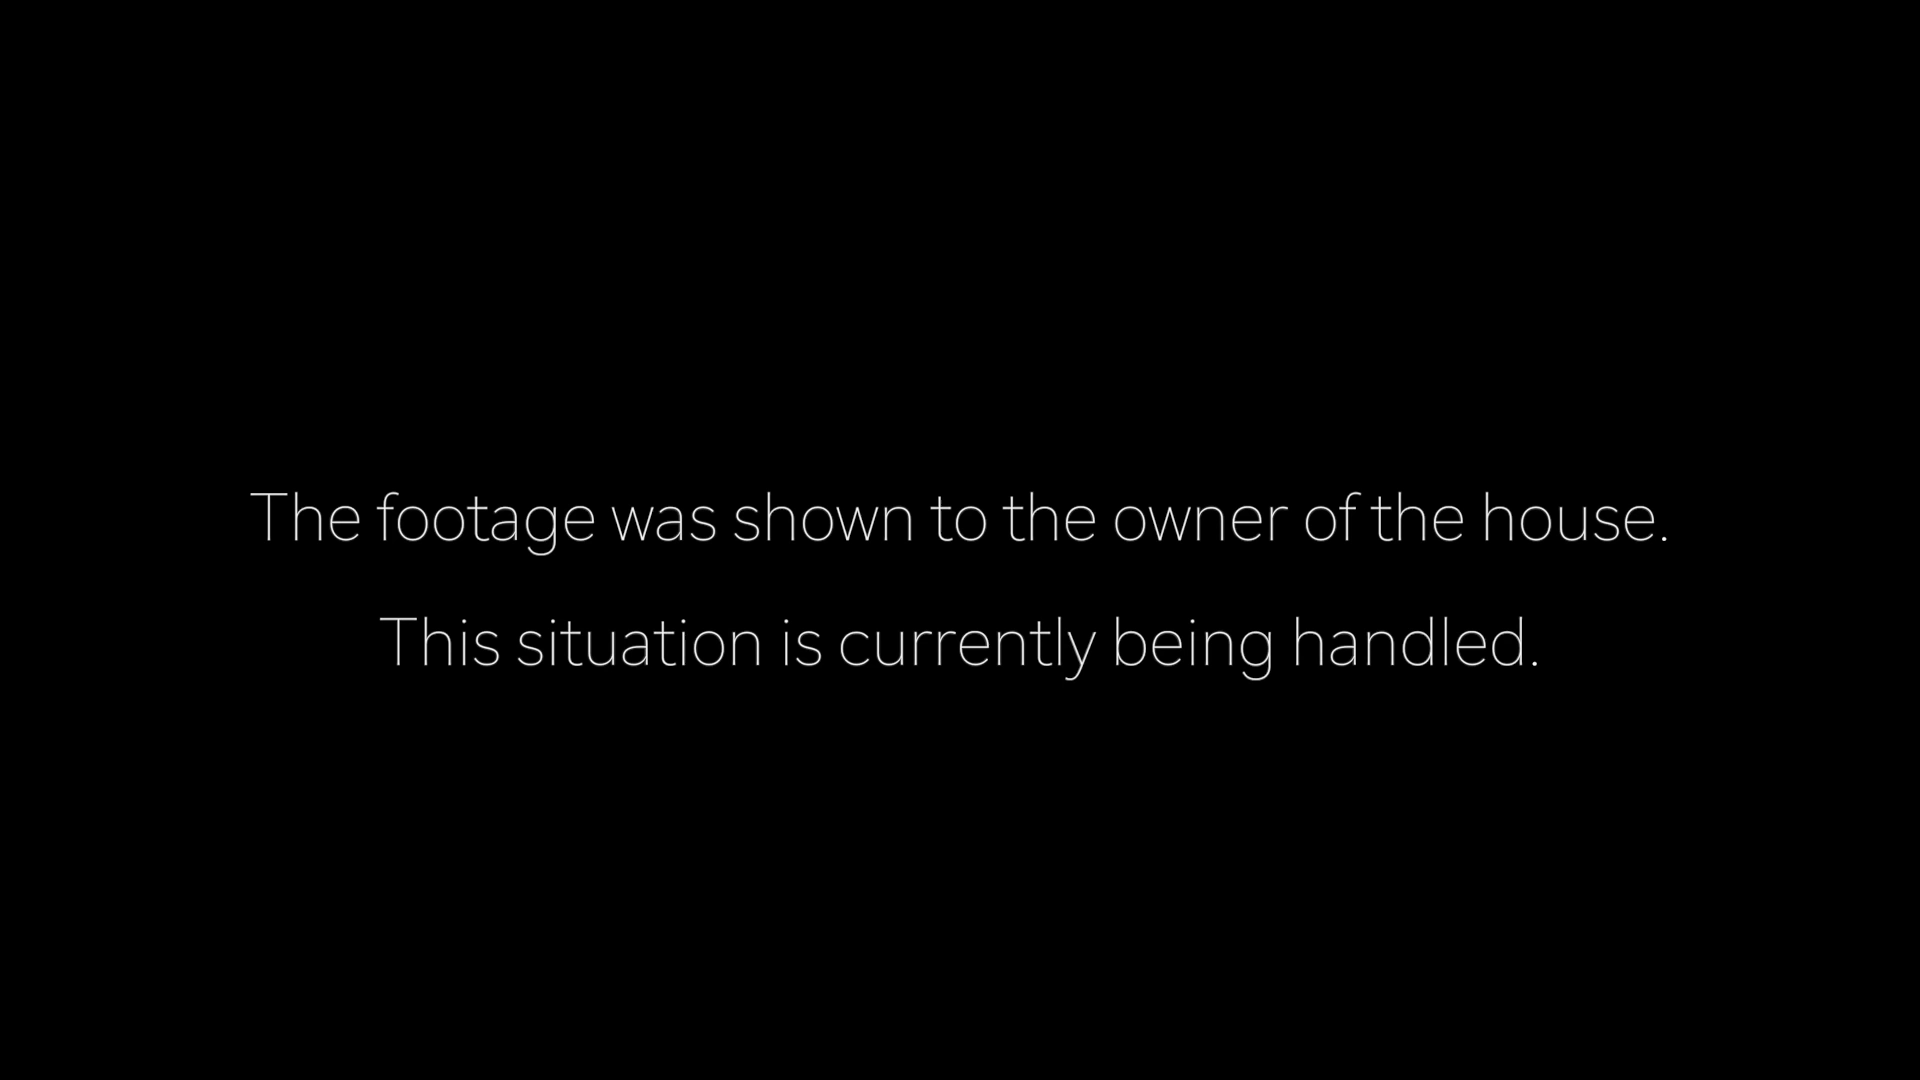 The footage was shown to the owner of the house.
This situation is currently being handled.